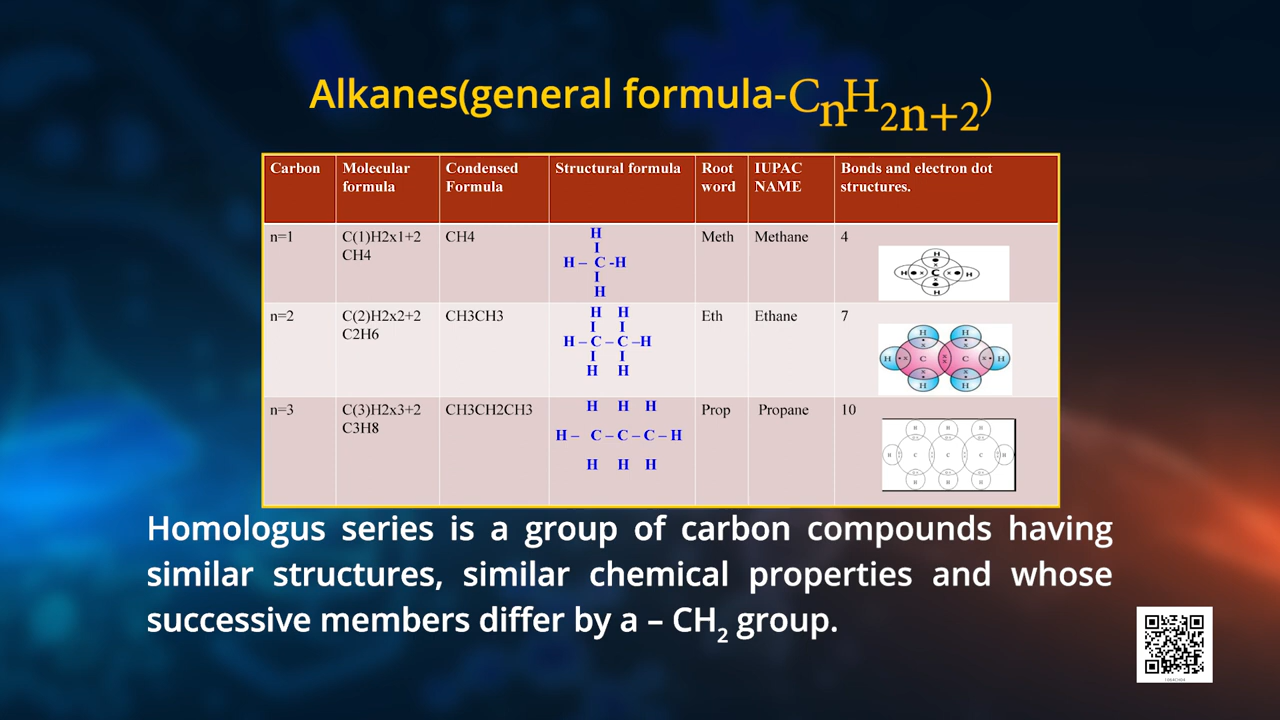 Alkanes(general formula-CnH2n+2)
Carbon Molecular formula Condensed Formula Structural formula Root word IUPAC NAME Bonds and electron dot structures.
n=1 C(1)H2x1+2 CH4 CH4 Meth Methane 4
H
I
H – C -H
I
H
n=2 C(2)H2x2+2 C2H6 CH3CH3 Eth Ethane 7
H H
I I
H – C – C –H
I I
H H
n=3 C(3)H2x3+2 C3H8 CH3CH2CH3 Prop Propane 10
H H H
H – C – C – C – H
H H H
Homologus series is a group of carbon compounds having
similar structures, similar chemical properties and whose
successive members differ by a – CH2 group.